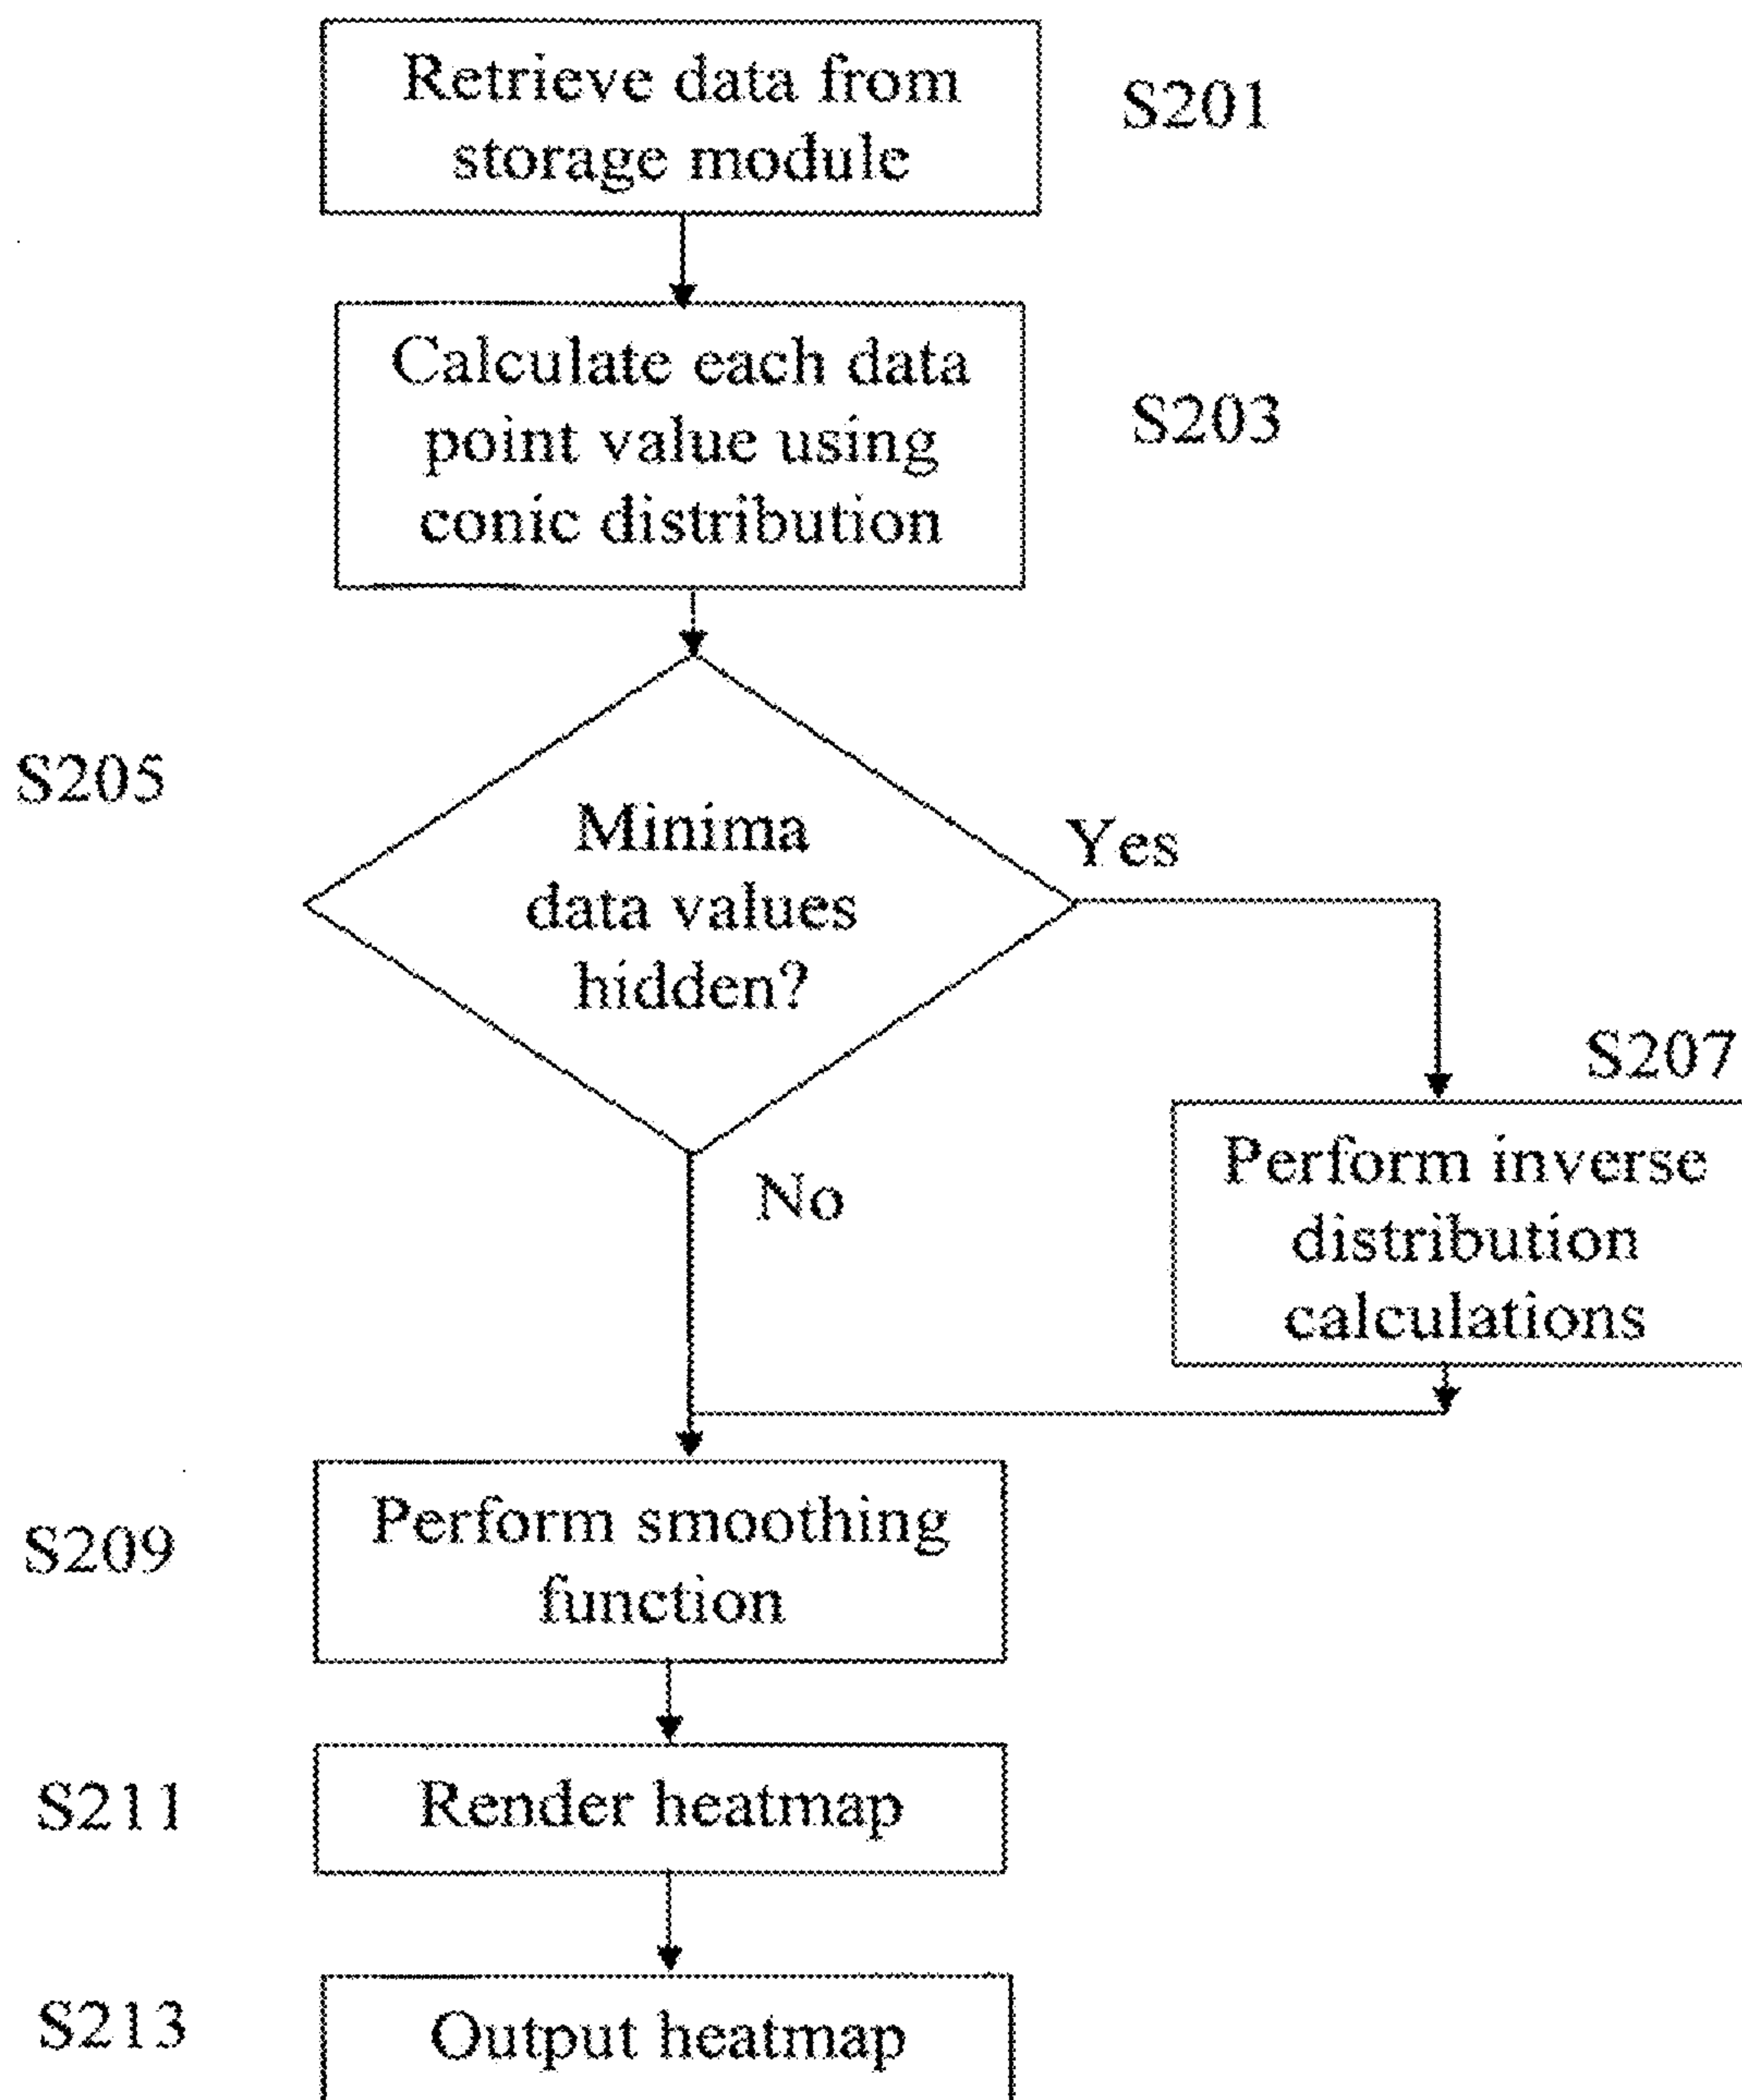 Retrieve data from
storage module
S201
Calculate each data
point value using
conic distribution
S203
S205
Minima
data values
hidden?
Yes
No
S207
Perform inverse
distribution
calculations
S209
Perform smoothing
function
S211
Render heatmap
S213
Output heatmap